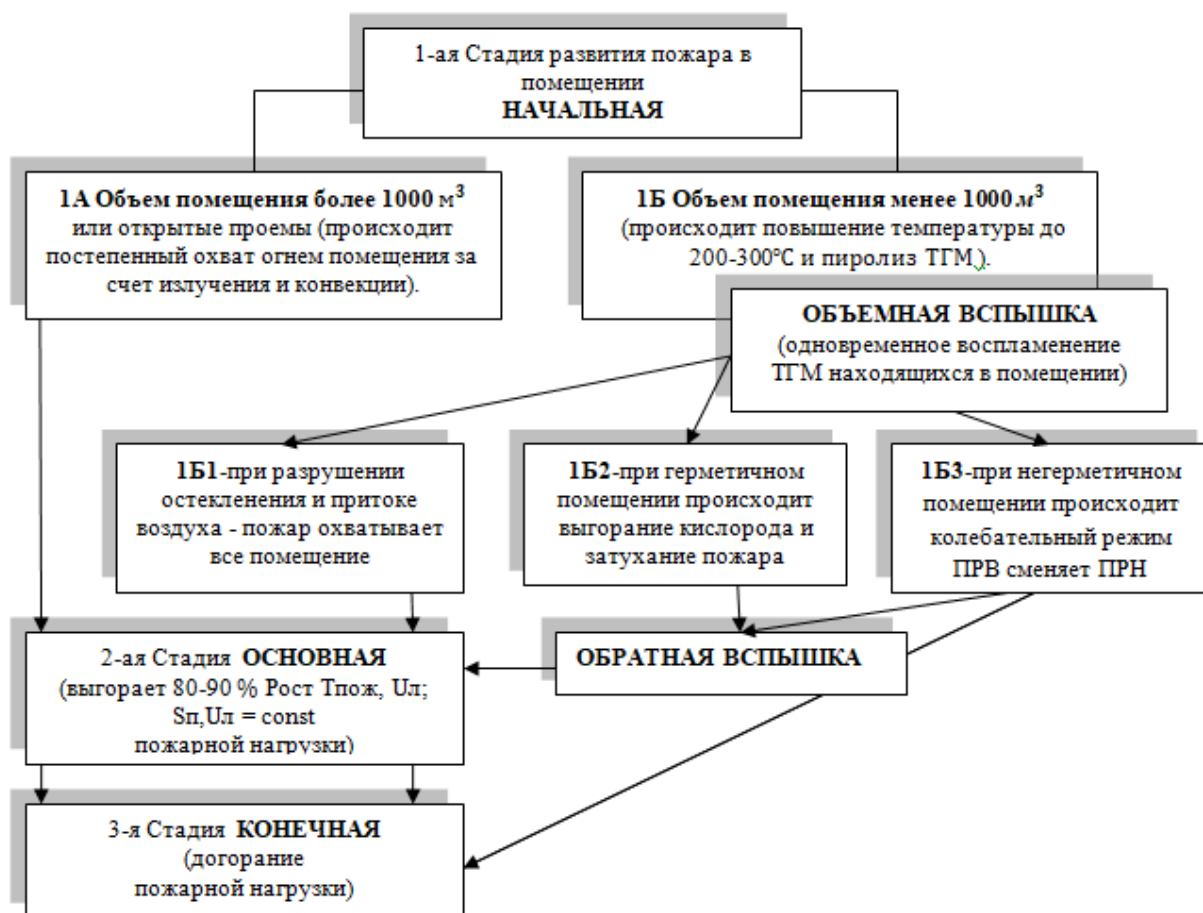 1-ая Стадия развития пожара в
помещении
НАЧАЛЬНАЯ
1А Объем помещения более 1000 м³
или открытые проемы (происходит
постепенный охват огнем помещения за
счет излучения и конвекции).
1Б Объем помещения менее 1000 м³
(происходит повышение температуры до
200-300°С и пиролиз ТГМ.).
ОБЪЕМНАЯ ВСПЫШКА
(одновременное воспламенение
ТГМ находящихся в помещении)
1Б1-при разрушении
остекленения и притоке
воздуха - пожар охватывает
все помещение
1Б2-при герметичном
помещении происходит
выгорание кислорода и
затухание пожара
1Б3-при негерметичном
помещении происходит
колебательный режим
ПРВ сменяет ПРН
2-ая Стадия ОСНОВНАЯ
(выгорает 80-90 % Рост Тпож, Uл;
Sп,Uл = const
пожарной нагрузки)
ОБРАТНАЯ ВСПЫШКА
3-я Стадия КОНЕЧНАЯ
(догорание
пожарной нагрузки)